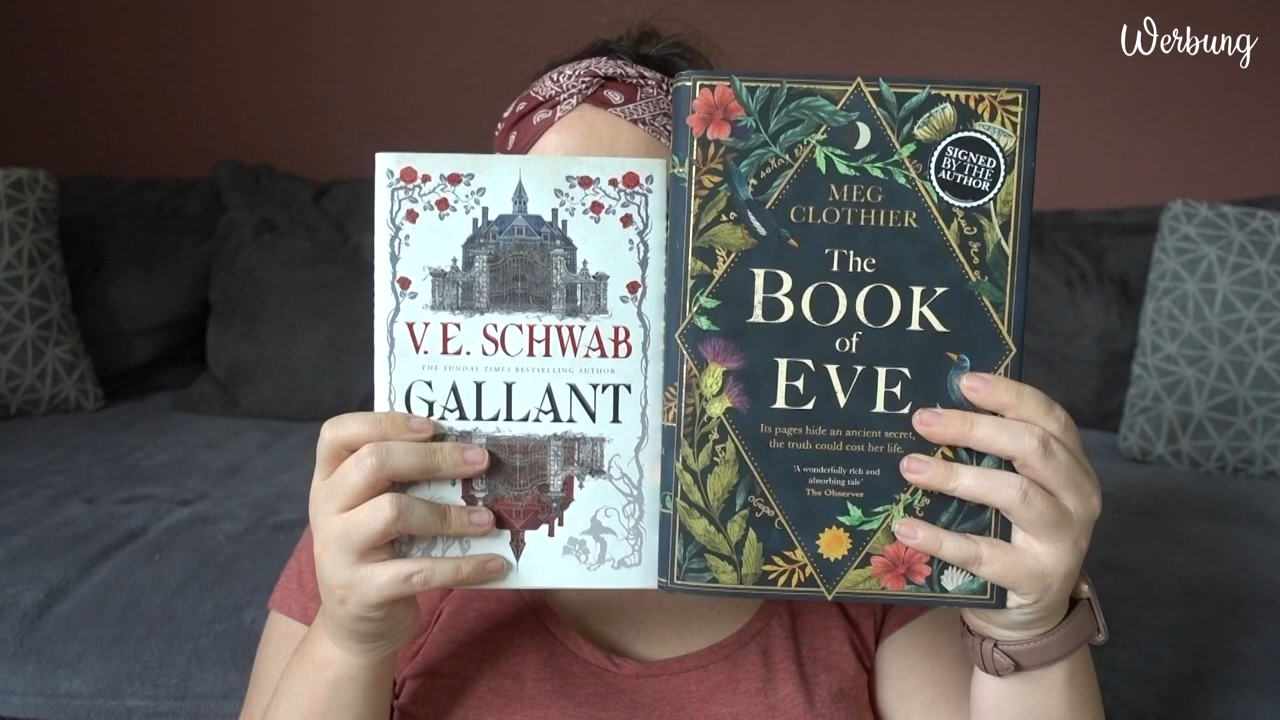 Werbung
V. E. SCHWAB
THE SUNDAY TIMES BESTSELLING AUTHOR
GALLANT
SIGNED
BY THE
AUTHOR
MEG
CLOTHIER
The
BOOK
of
EVE
Its pages hide an ancient secret,
the truth could cost her life.
'A wonderfully rich and
absorbing tale'
The Observer